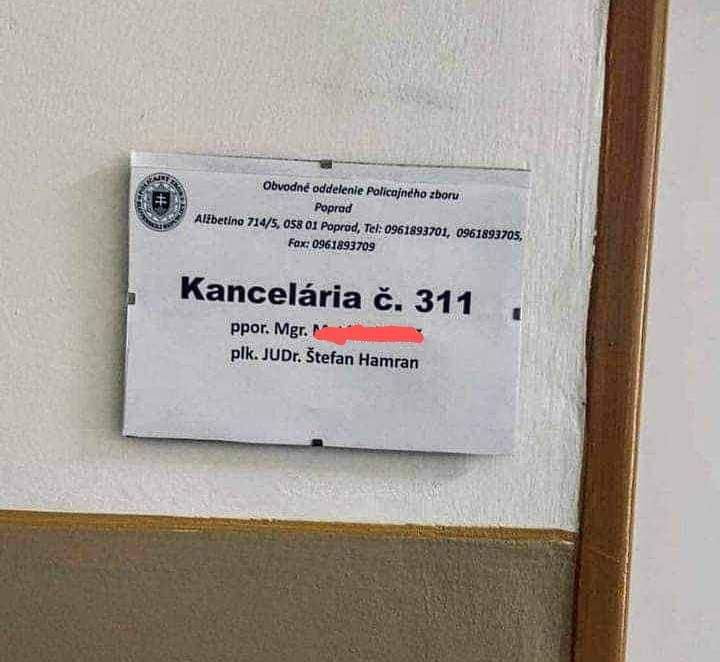 Obvodné oddelenie Policajného zboru
Poprad
Alžbetina 714/5, 058 01 Poprad, Tel: 0961893701, 0961893705,
Fax: 0961893709
Kancelária č. 311
ppor. Mgr.
plk. JUDr. Štefan Hamran